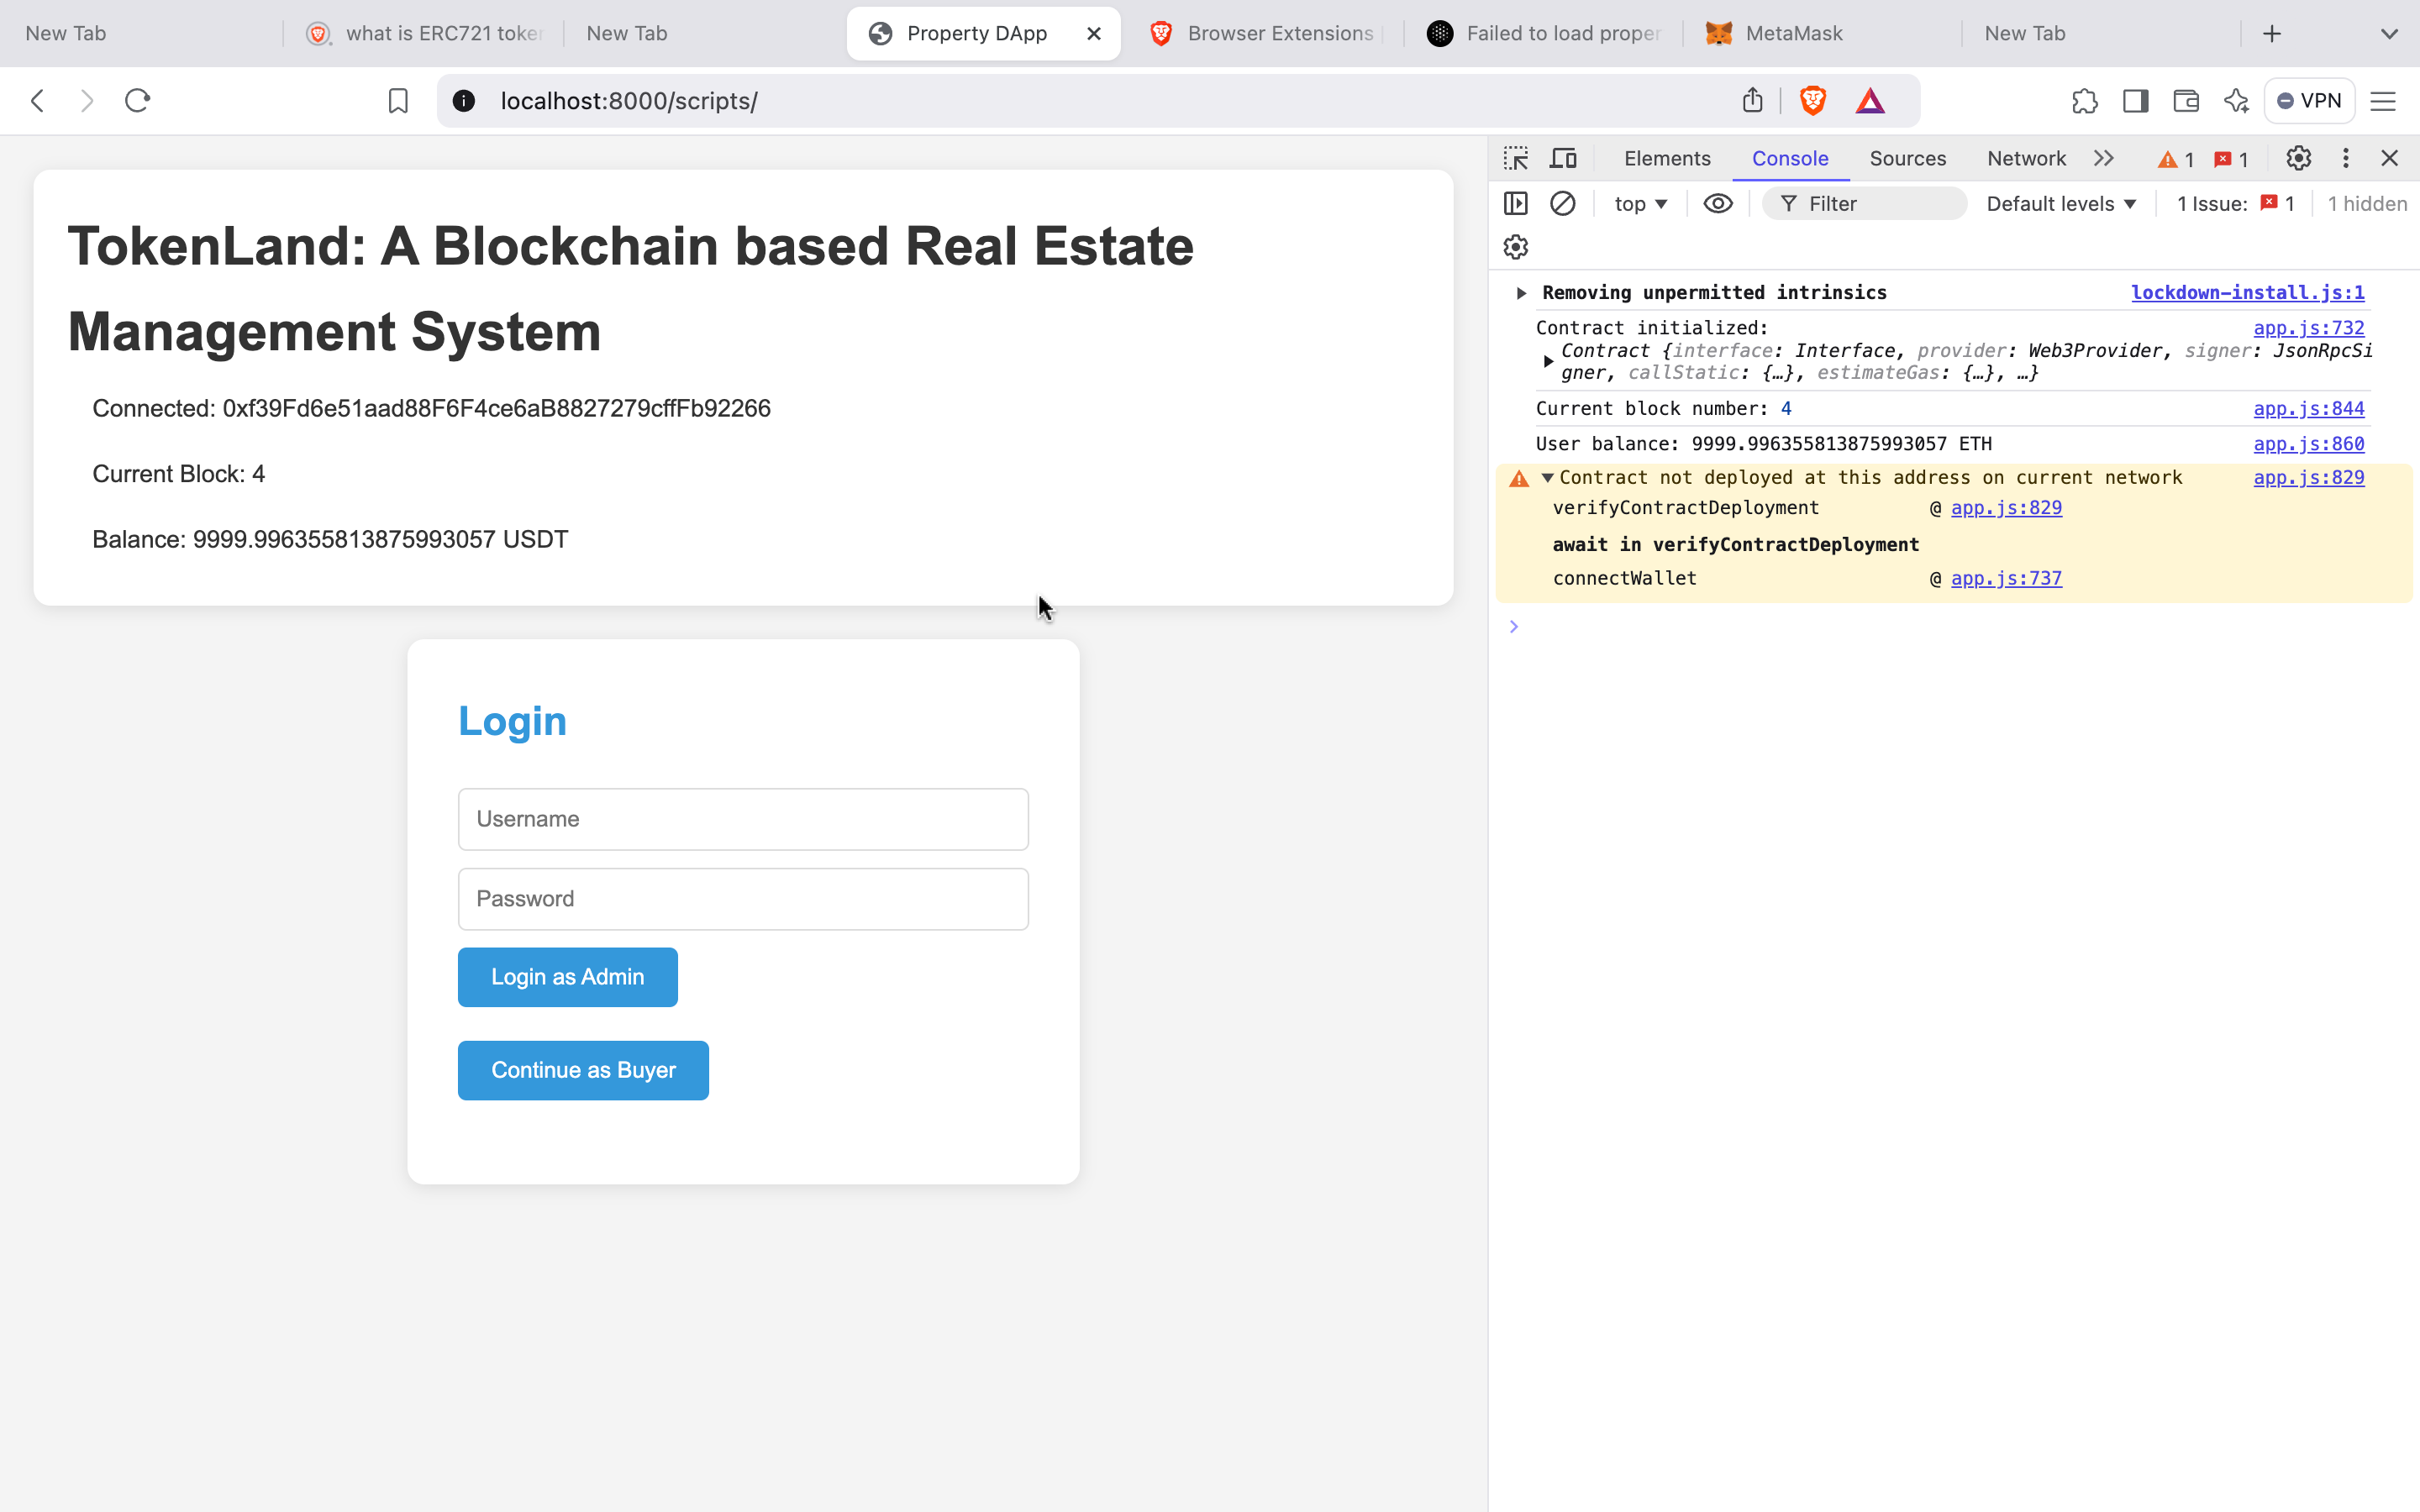 New Tab
what is ERC721 token
New Tab
Property DApp
Browser Extensions
Failed to load proper
MetaMask
New Tab
localhost:8000/scripts/
VPN
TokenLand: A Blockchain based Real Estate
Management System
Connected: 0xf39Fd6e51aad88F6F4ce6aB8827279cffFb92266
Current Block: 4
Balance: 9999.996355813875993057 USDT
Login
Username
Password
Login as Admin
Continue as Buyer
Elements
Console
Sources
Network
1
1
top
Filter
Default levels
1 Issue: 1
1 hidden
Removing unpermitted intrinsics lockdown-install.js:1
Contract initialized: app.js:732
Contract {interface: Interface, provider: Web3Provider, signer: JsonRpcSi
gner, callStatic: {…}, estimateGas: {…}, …}
Current block number: 4 app.js:844
User balance: 9999.996355813875993057 ETH app.js:860
Contract not deployed at this address on current network app.js:829
verifyContractDeployment @ app.js:829
await in verifyContractDeployment
connectWallet @ app.js:737